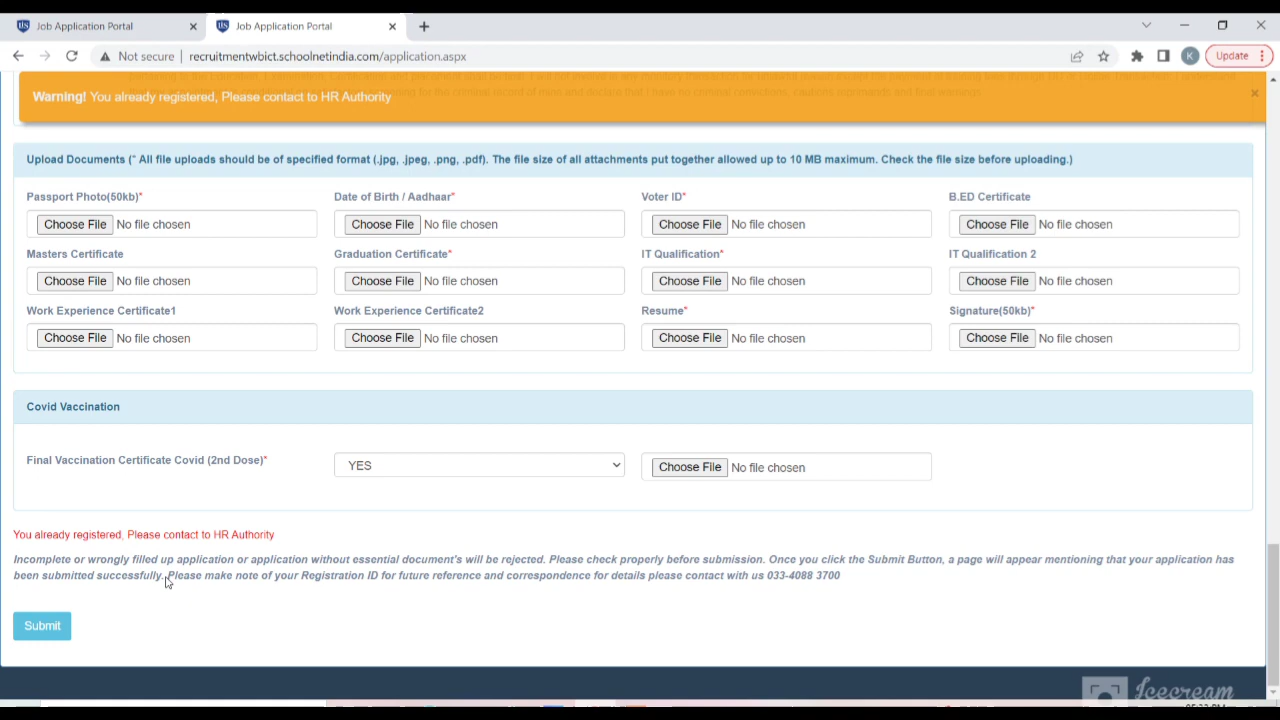 Job Application Portal
Job Application Portal
Not secure
recruitmentwbict.schoolnetindia.com/application.aspx
K
Update
Warning! You already registered, Please contact to HR Authority
Upload Documents (* All file uploads should be of specified format (.jpg, .jpeg, .png, .pdf). The file size of all attachments put together allowed up to 10 MB maximum. Check the file size before uploading.)
Passport Photo(50kb)* Date of Birth / Aadhaar* Voter ID* B.ED Certificate
Choose File No file chosen Choose File No file chosen Choose File No file chosen Choose File No file chosen
Masters Certificate Graduation Certificate* IT Qualification* IT Qualification 2
Choose File No file chosen Choose File No file chosen Choose File No file chosen Choose File No file chosen
Work Experience Certificate1 Work Experience Certificate2 Resume* Signature(50kb)*
Choose File No file chosen Choose File No file chosen Choose File No file chosen Choose File No file chosen
Covid Vaccination
Final Vaccination Certificate Covid (2nd Dose)* YES Choose File No file chosen
You already registered, Please contact to HR Authority
Incomplete or wrongly filled up application or application without essential document's will be rejected. Please check properly before submission. Once you click the Submit Button, a page will appear mentioning that your application has
been submitted successfully. Please make note of your Registration ID for future reference and correspondence for details please contact with us 033-4088 3700
Submit
Icecream